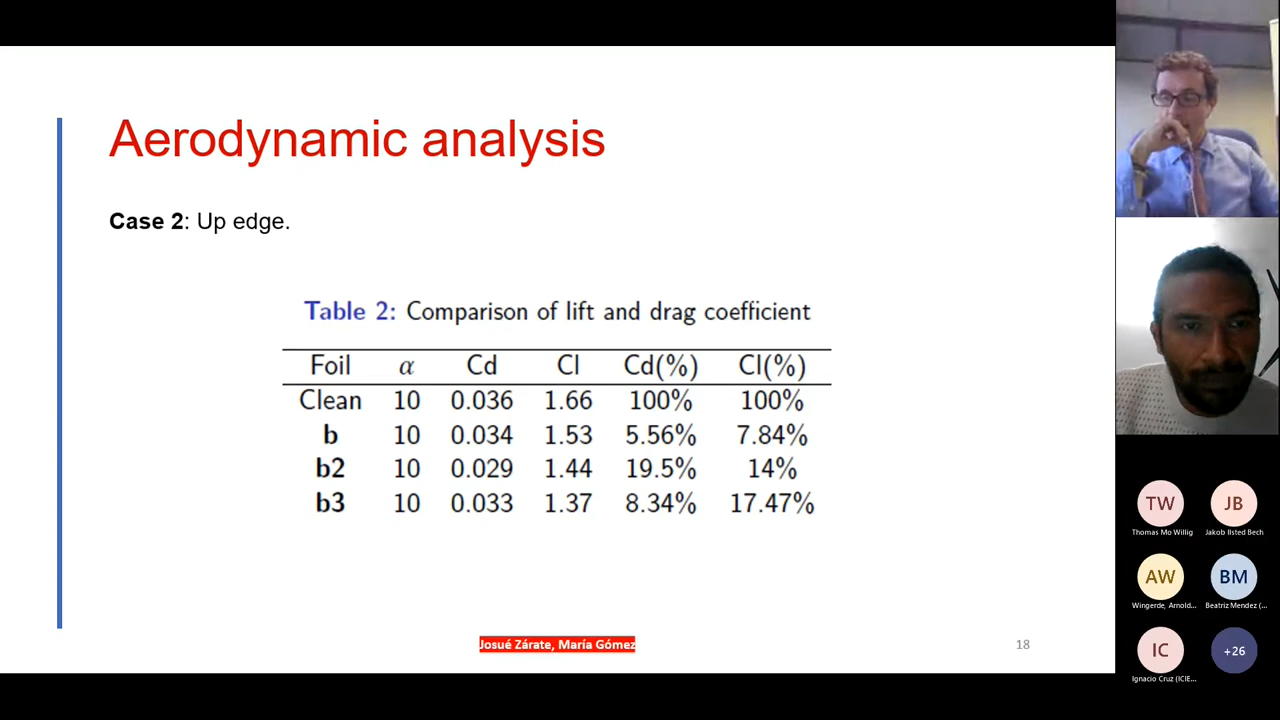 Aerodynamic analysis
Case 2: Up edge.
Table 2: Comparison of lift and drag coefficient
Foil α Cd Cl Cd(%) Cl(%)
Clean 10 0.036 1.66 100% 100%
b 10 0.034 1.53 5.56% 7.84%
b2 10 0.029 1.44 19.5% 14%
b3 10 0.033 1.37 8.34% 17.47%
Josué Zárate, María Gómez
18
TW JB
Thomas Mo Willig Jakob Ilsted Bech
AW BM
Wingerde, Arnold... Beatriz Mendez (...
IC +26
Ignacio Cruz (ICIE...